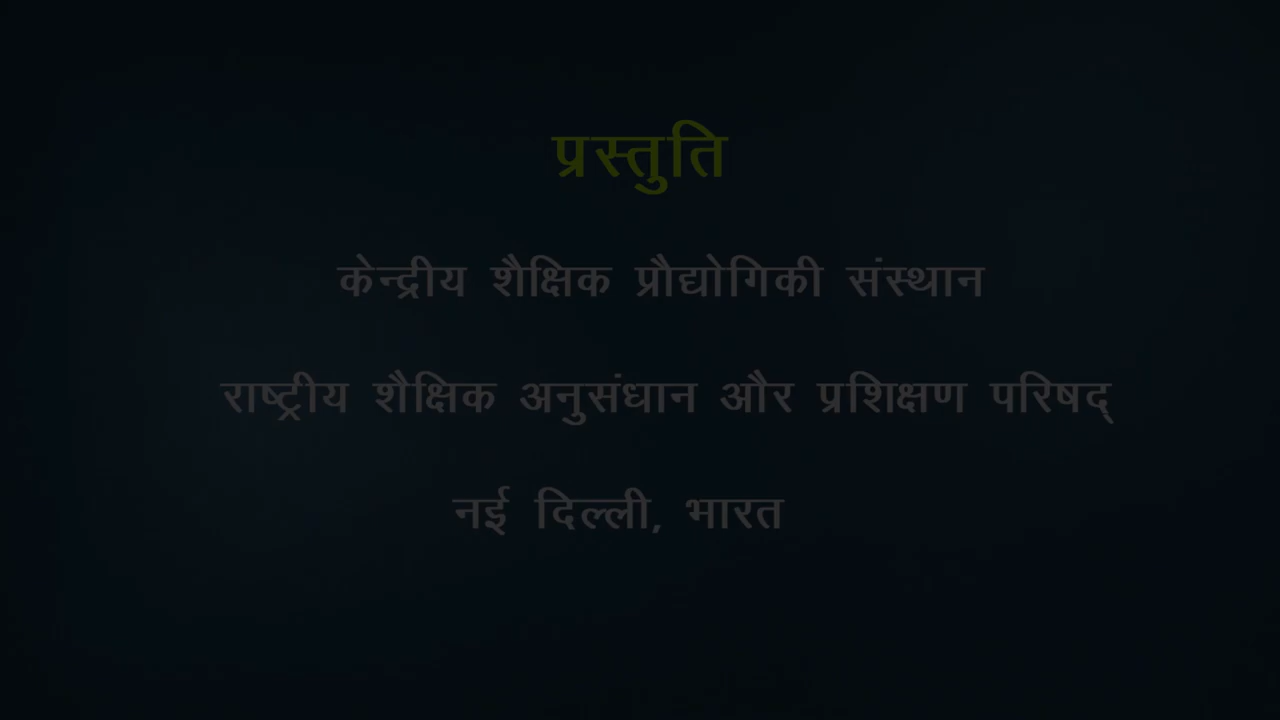 प्रस्तुति
केन्द्रीय शैक्षिक प्रौद्योगिकी संस्थान
राष्ट्रीय शैक्षिक अनुसंधान और प्रशिक्षण परिषद्
नई दिल्ली, भारत